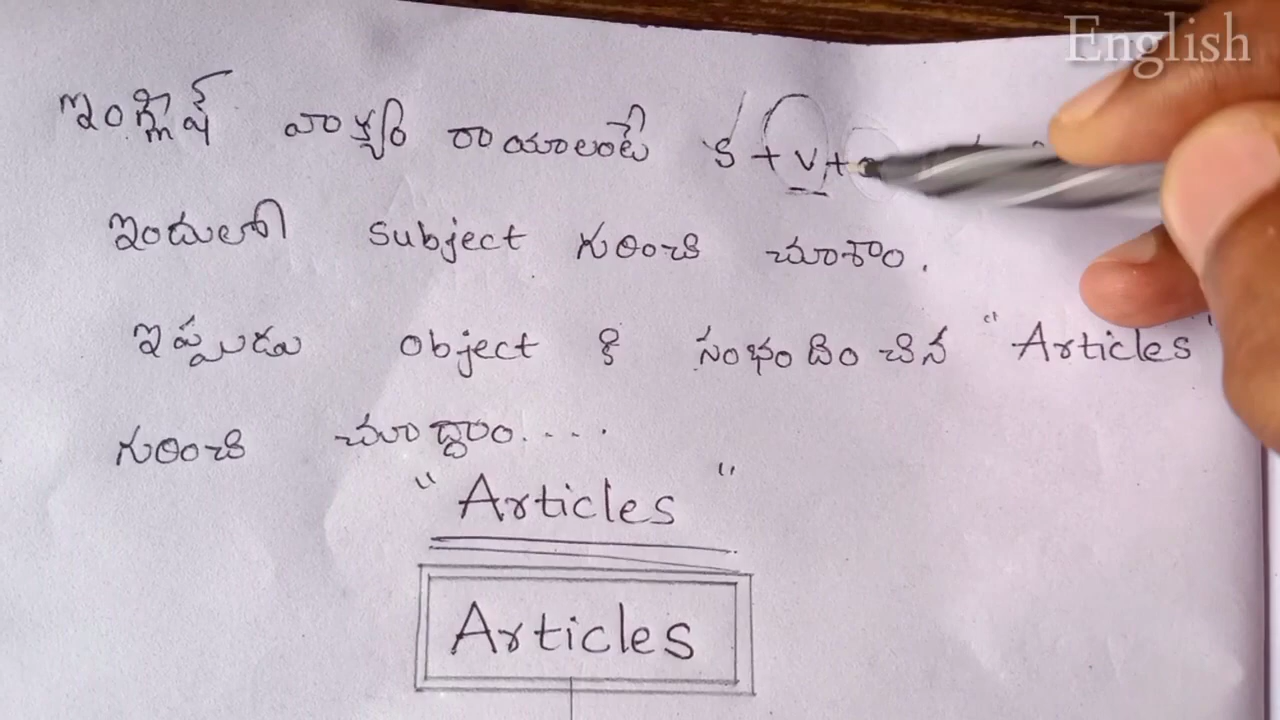 English
ఇంగ్లీష్ వాక్యం రాయాలంటే S + V +
ఇందులో subject గురించి చూశాం.
ఇప్పుడు object కి సంభందించిన "Articles"
గురించి చూద్దాం....
"Articles"
Articles